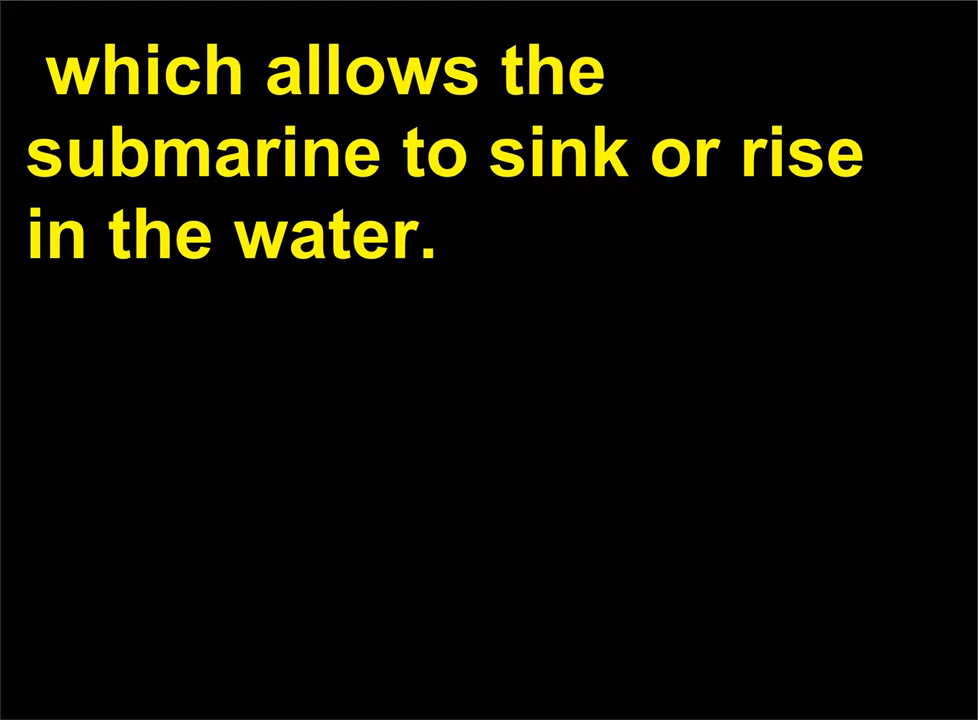 which allows the
submarine to sink or rise
in the water.